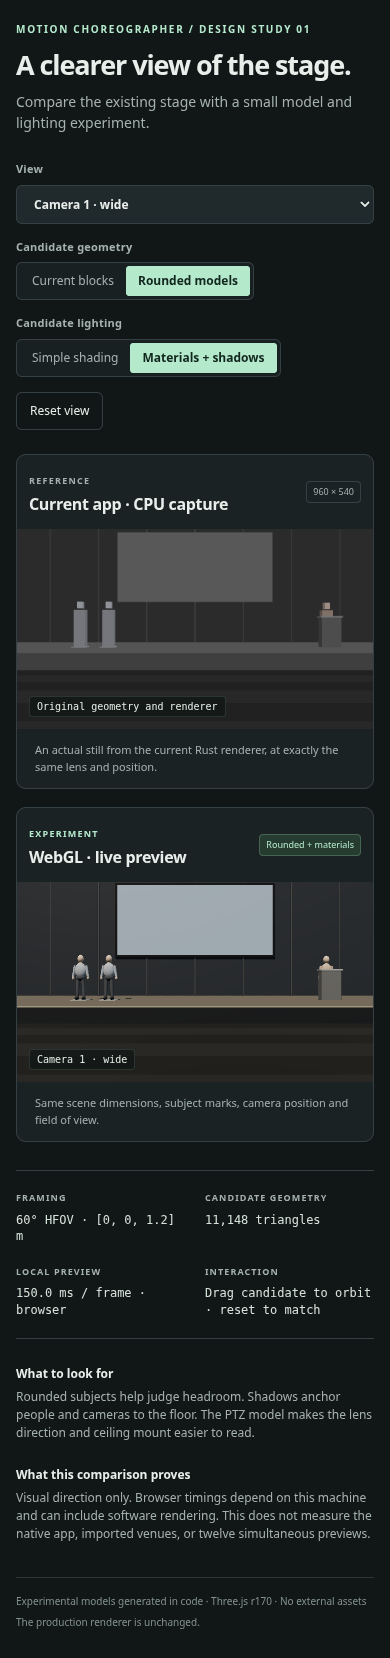 MOTION CHOREOGRAPHER / DESIGN STUDY 01
A clearer view of the stage.
Compare the existing stage with a small model and
lighting experiment.
View
Camera 1 · wide
Candidate geometry
Current blocks
Rounded models
Candidate lighting
Simple shading
Materials + shadows
Reset view
REFERENCE
Current app · CPU capture
960 × 540
Original geometry and renderer
An actual still from the current Rust renderer, at exactly the
same lens and position.
EXPERIMENT
WebGL · live preview
Rounded + materials
Camera 1 · wide
Same scene dimensions, subject marks, camera position and
field of view.
FRAMING
60° HFOV · [0, 0, 1.2]
m
CANDIDATE GEOMETRY
11,148 triangles
LOCAL PREVIEW
150.0 ms / frame ·
browser
INTERACTION
Drag candidate to orbit
· reset to match
What to look for
Rounded subjects help judge headroom. Shadows anchor
people and cameras to the floor. The PTZ model makes the lens
direction and ceiling mount easier to read.
What this comparison proves
Visual direction only. Browser timings depend on this machine
and can include software rendering. This does not measure the
native app, imported venues, or twelve simultaneous previews.
Experimental models generated in code · Three.js r170 · No external assets
The production renderer is unchanged.